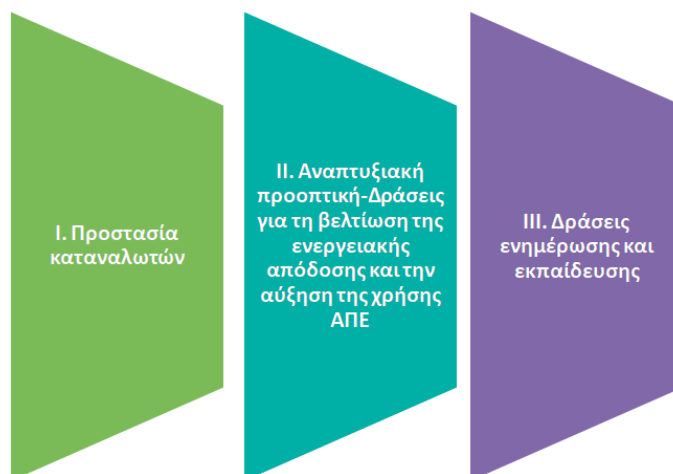 I. Προστασία
καταναλωτών
II. Αναπτυξιακή
προοπτική-Δράσεις
για τη βελτίωση της
ενεργειακής
απόδοσης και την
αύξηση της χρήσης
ΑΠΕ
III. Δράσεις
ενημέρωσης και
εκπαίδευσης